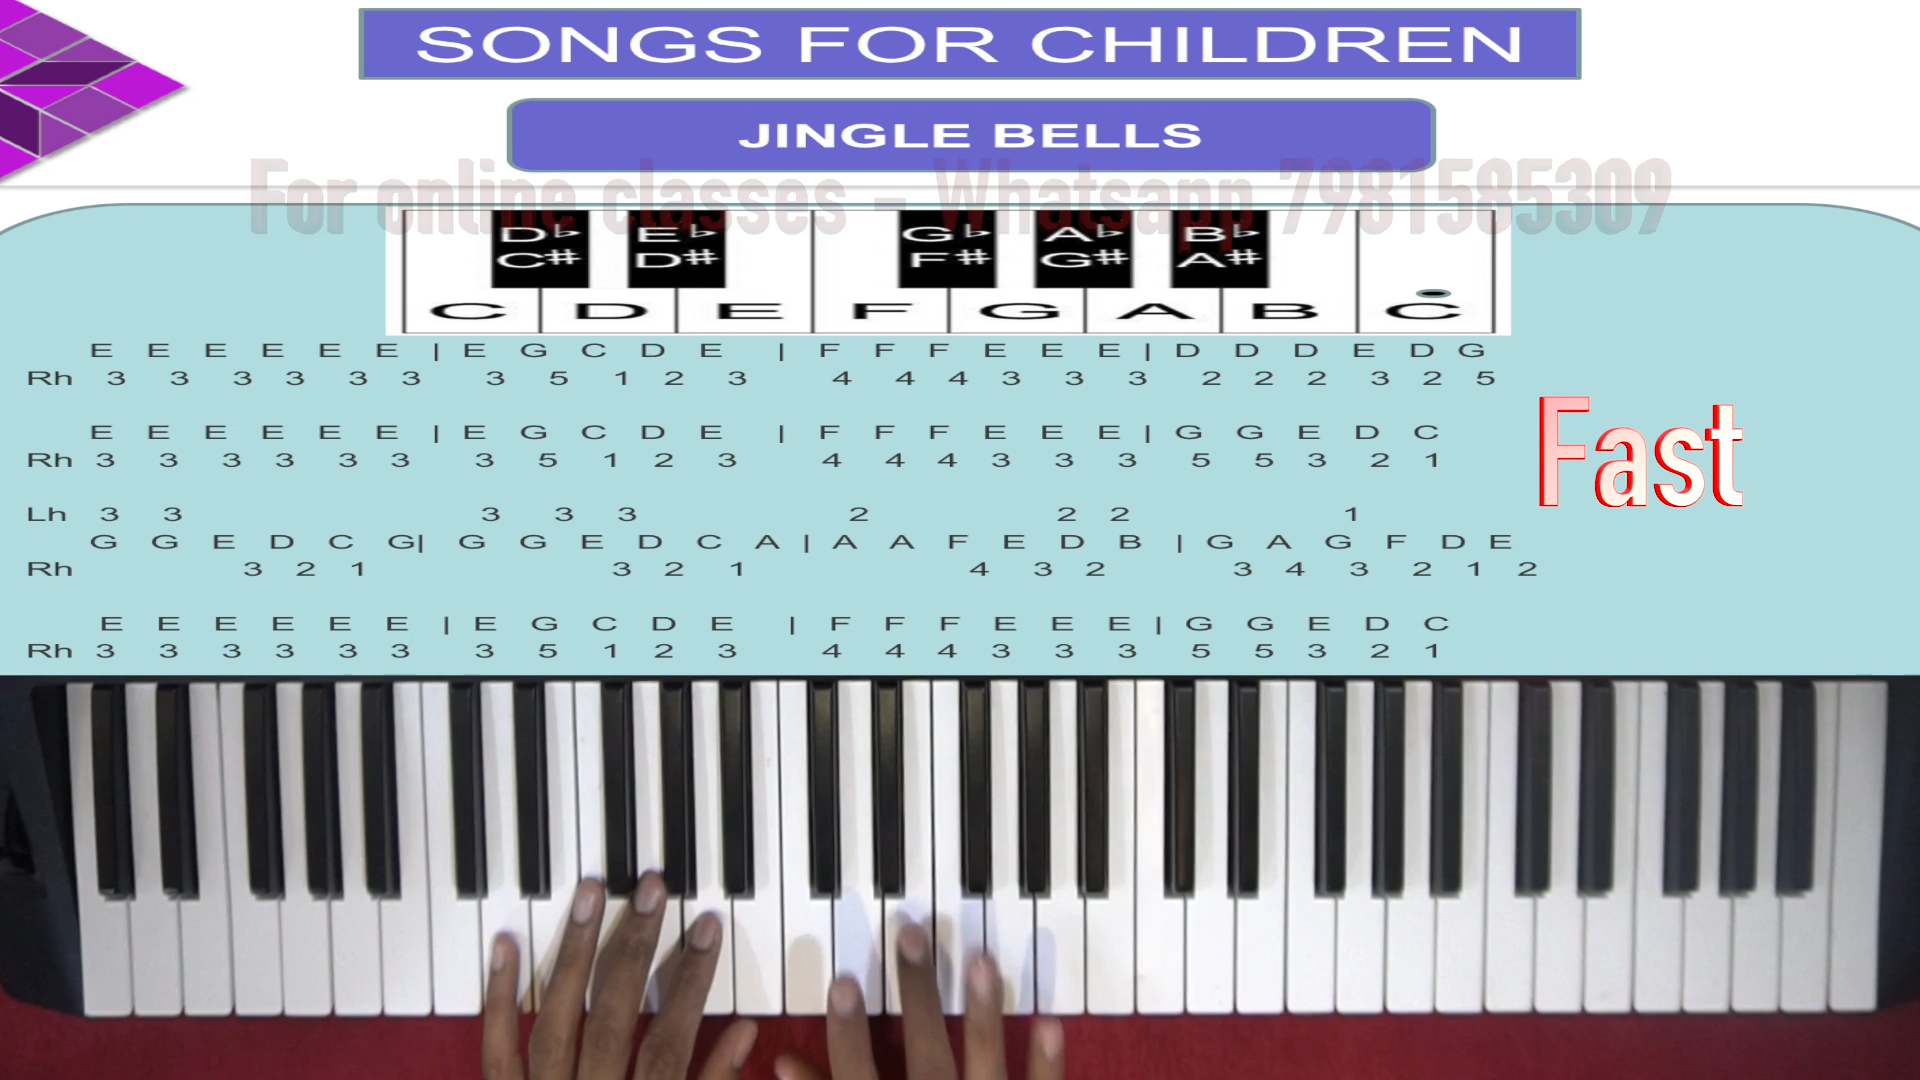 SONGS FOR CHILDREN
JINGLE BELLS
For online classes - Whatsapp 7981585309
D♭ E♭ G♭ A♭ B♭
C# D# F# G# A#
C D E F G A B C
E E E E E E | E G C D E | F F F E E E | D D D E D G
Rh 3 3 3 3 3 3 3 5 1 2 3 4 4 4 3 3 3 2 2 2 3 2 5
E E E E E E | E G C D E | F F F E E E | G G E D C
Rh 3 3 3 3 3 3 3 5 1 2 3 4 4 4 3 3 3 5 5 3 2 1
Fast
Lh 3 3 3 3 3 2 2 2 1
G G E D C G| G G E D C A | A A F E D B | G A G F D E
Rh 3 2 1 3 2 1 4 3 2 3 4 3 2 1 2
E E E E E E | E G C D E | F F F E E E | G G E D C
Rh 3 3 3 3 3 3 3 5 1 2 3 4 4 4 3 3 3 5 5 3 2 1